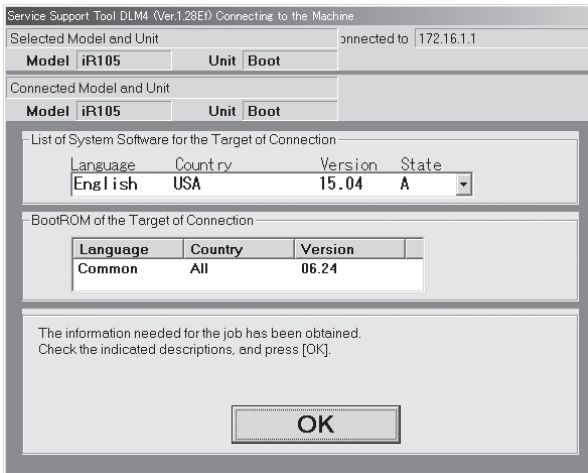 Service Support Tool DLM4 (Ver.1.28Ef) Connecting to the Machine
Selected Model and Unit nnected to 172.16.1.1
Model iR105 Unit Boot
Connected Model and Unit
Model iR105 Unit Boot
List of System Software for the Target of Connection
Language Country Version State
English USA 15.04 A
BootROM of the Target of Connection
Language Country Version
Common All 06.24
The information needed for the job has been obtained.
Check the indicated descriptions, and press [OK].
OK